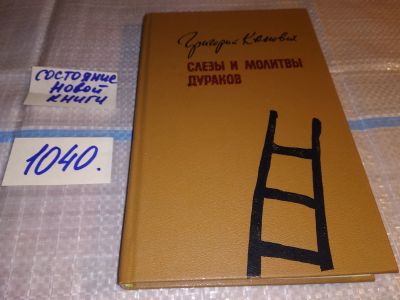 СОСТОЯНИЕ
НОВОЙ
КНИГИ
1040.
Григорий Канович
СЛЕЗЫ И МОЛИТВЫ
ДУРАКОВ